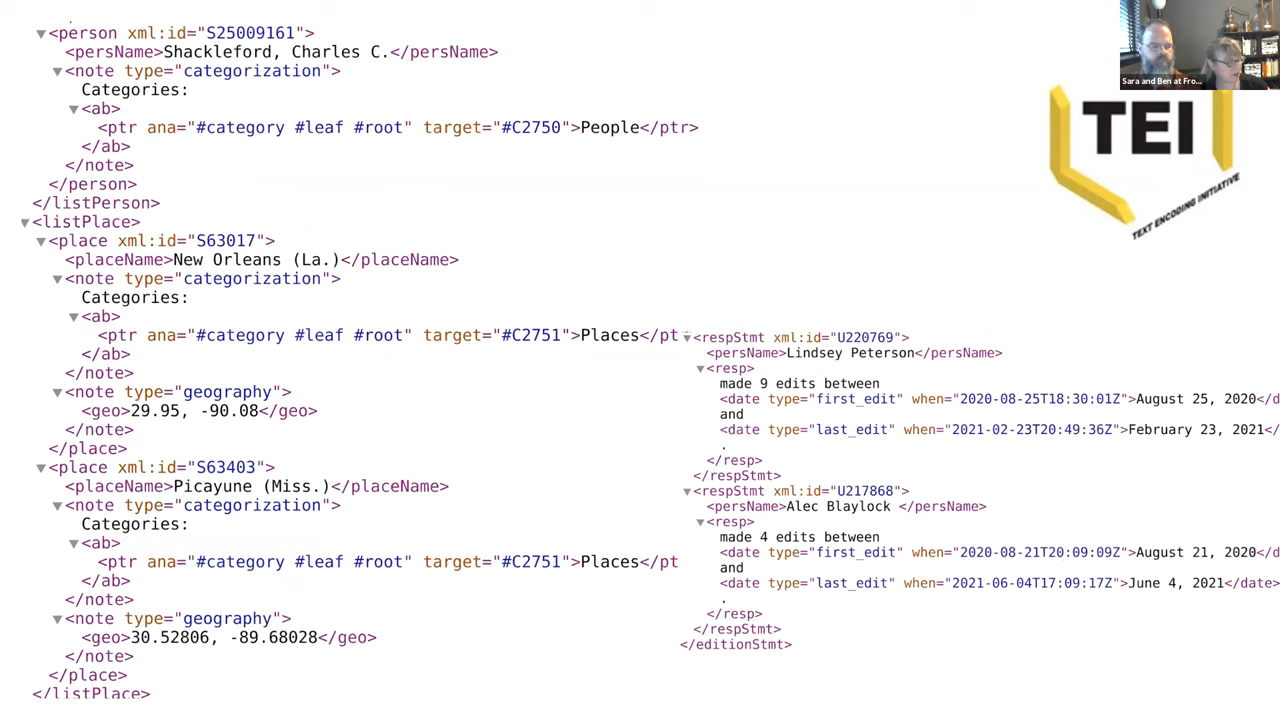 <person xml:id="S25009161">
<persName>Shackleford, Charles C.</persName>
<note type="categorization">
Categories:
<ab>
<ptr ana="#category #leaf #root" target="#C2750">People</ptr>
</ab>
</note>
</person>
</listPerson>
<listPlace>
<place xml:id="S63017">
<placeName>New Orleans (La.)</placeName>
<note type="categorization">
Categories:
<ab>
<ptr ana="#category #leaf #root" target="#C2751">Places</pt
</ab>
</note>
<note type="geography">
<geo>29.95, -90.08</geo>
</note>
</place>
<place xml:id="S63403">
<placeName>Picayune (Miss.)</placeName>
<note type="categorization">
Categories:
<ab>
<ptr ana="#category #leaf #root" target="#C2751">Places</pt
</ab>
</note>
<note type="geography">
<geo>30.52806, -89.68028</geo>
</note>
</place>
</listPlace>
<respStmt xml:id="U220769">
<persName>Lindsey Peterson</persName>
<resp>
made 9 edits between
<date type="first_edit" when="2020-08-25T18:30:01Z">August 25, 2020</d
and
<date type="last_edit" when="2021-02-23T20:49:36Z">February 23, 2021</
.
</resp>
</respStmt>
<respStmt xml:id="U217868">
<persName>Alec Blaylock </persName>
<resp>
made 4 edits between
<date type="first_edit" when="2020-08-21T20:09:09Z">August 21, 2020</d
and
<date type="last_edit" when="2021-06-04T17:09:17Z">June 4, 2021</date>
.
</resp>
</respStmt>
</editionStmt>
Sara and Ben at Fro...
TEI
TEXT ENCODING INITIATIVE